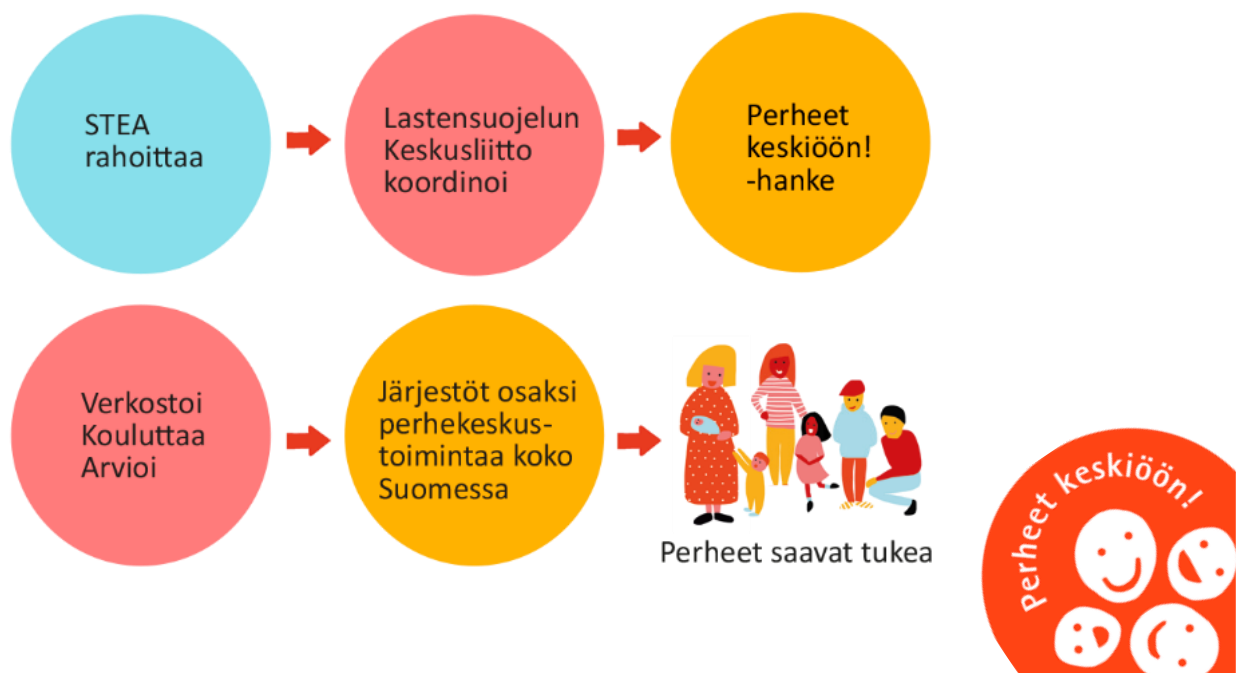 STEA
rahoittaa
Lastensuojelun
Keskusliitto
koordinoi
Perheet
keskiöön!
-hanke
Verkostoi
Kouluttaa
Arvioi
Järjestöt osaksi
perhekeskus-
toimintaa koko
Suomessa
Perheet saavat tukea
Perheet keskiöön!